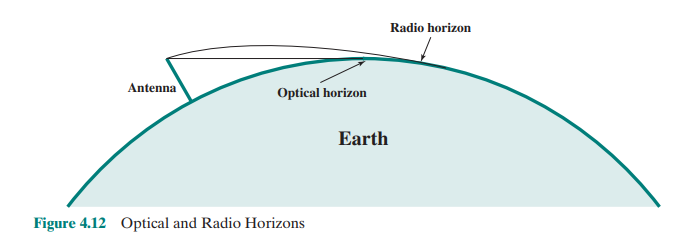 Radio horizon
Antenna
Optical horizon
Earth
Figure 4.12 Optical and Radio Horizons